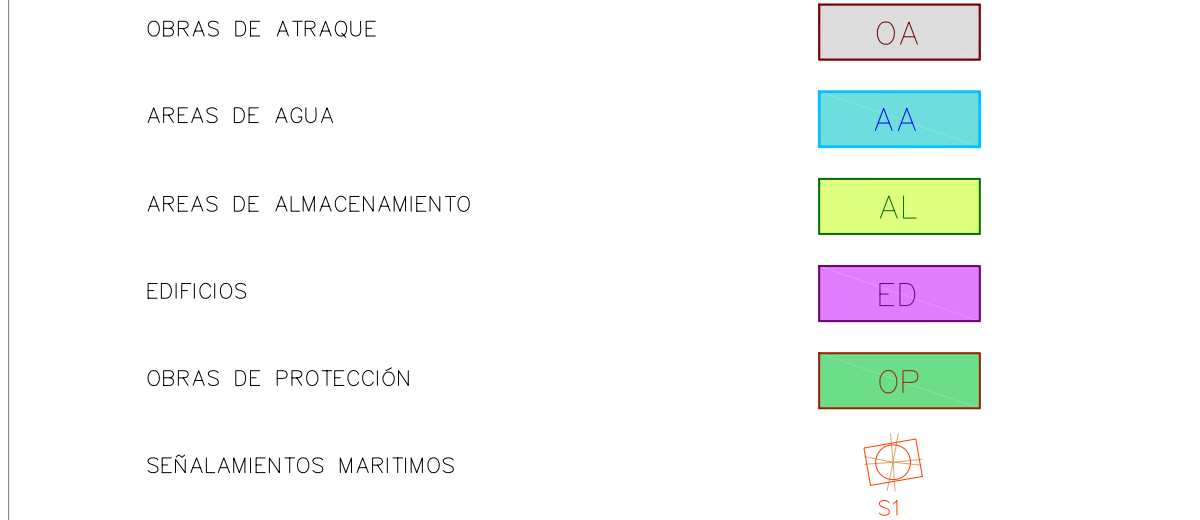 OBRAS DE ATRAQUE OA
AREAS DE AGUA AA
AREAS DE ALMACENAMIENTO AL
EDIFICIOS ED
OBRAS DE PROTECCIÓN OP
SEÑALAMIENTOS MARITIMOS
S1